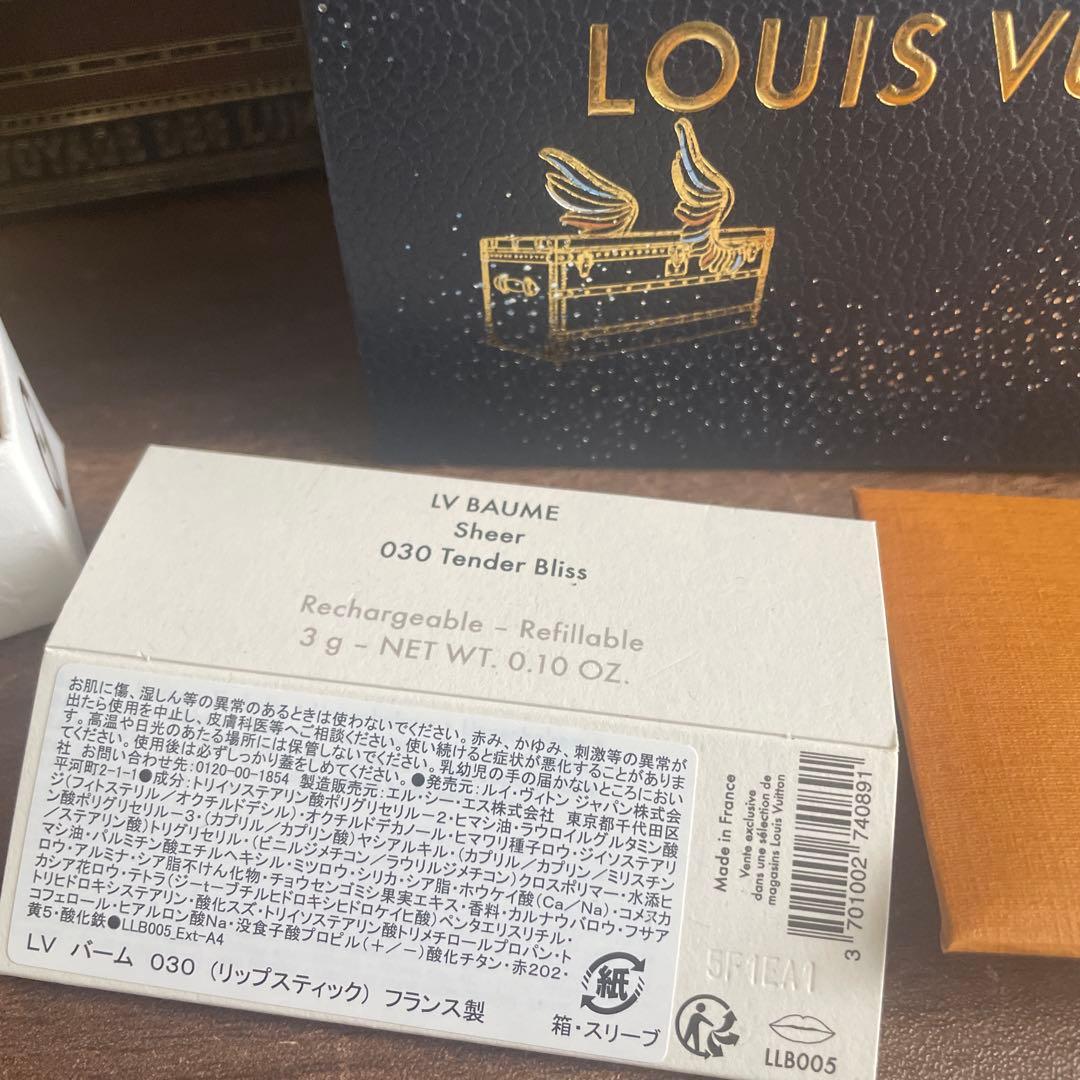 LOUIS VU
VOYAGE DES LUM
LV BAUME
Sheer
030 Tender Bliss
Rechargeable – Refillable
3 g – NET WT. 0.10 OZ.
お肌に傷、湿しん等の異常のあるときは使わないでください。赤み、かゆみ、刺激等の異常が
出たら使用を中止し、皮膚科医等へご相談ください。使い続けると症状が悪化することがありま
す。高温や日光のあたる場所には保管しないでください。乳幼児の手の届かないところにおい
てください。使用後は必ずしっかり蓋をしめてください。●発売元:ルイ・ヴィトン ジャパン株式会
社 お問い合わせ先:0120-00-1854 製造販売元:エル・シー・エス株式会社 東京都千代田区
平河町2-1-1●成分:トリイソステアリン酸ポリグリセリル-2・ヒマシ油・ラウロイルグルタミン酸
ジ(フィトステリル/オクチルドデシル)・オクチルドデカノール・ヒマワリ種子ロウ・ジイソステアリ
ン酸ポリグリセリル-3・(カプリル/カプリン酸)ヤシアルキル・(カプリル/カプリン/ミリスチン
/ステアリン酸)トリグリセリル・(ビニルジメチコン/ラウリルジメチコン)クロスポリマー・水添ヒ
マシ油・パルミチン酸エチルヘキシル・ミツロウ・シリカ・シア脂・ホウケイ酸(Ca/Na)・コメヌカ
ロウ・アルミナ・シア脂不けん化物・チョウセンゴミシ果実エキス・香料・カルナウバロウ・フサア
カシア花ロウ・テトラ(ジ-t-ブチルヒドロキシヒドロケイヒ酸)ペンタエリスリチル・
トリヒドロキシステアリン・酸化スズ・トリイソステアリン酸トリメチロールプロパン・ト
コフェロール・ヒアルロン酸Na・没食子酸プロピル(+/-)酸化チタン・赤202・
黄5・酸化鉄●LLB005_Ext-A4
LV バーム 030 (リップスティック) フランス製
紙
箱・スリーブ
Made in France
Vente exclusive
dans une sélection de
magasins Louis Vuitton
3 701002 740891
5F1EA1
LLB005